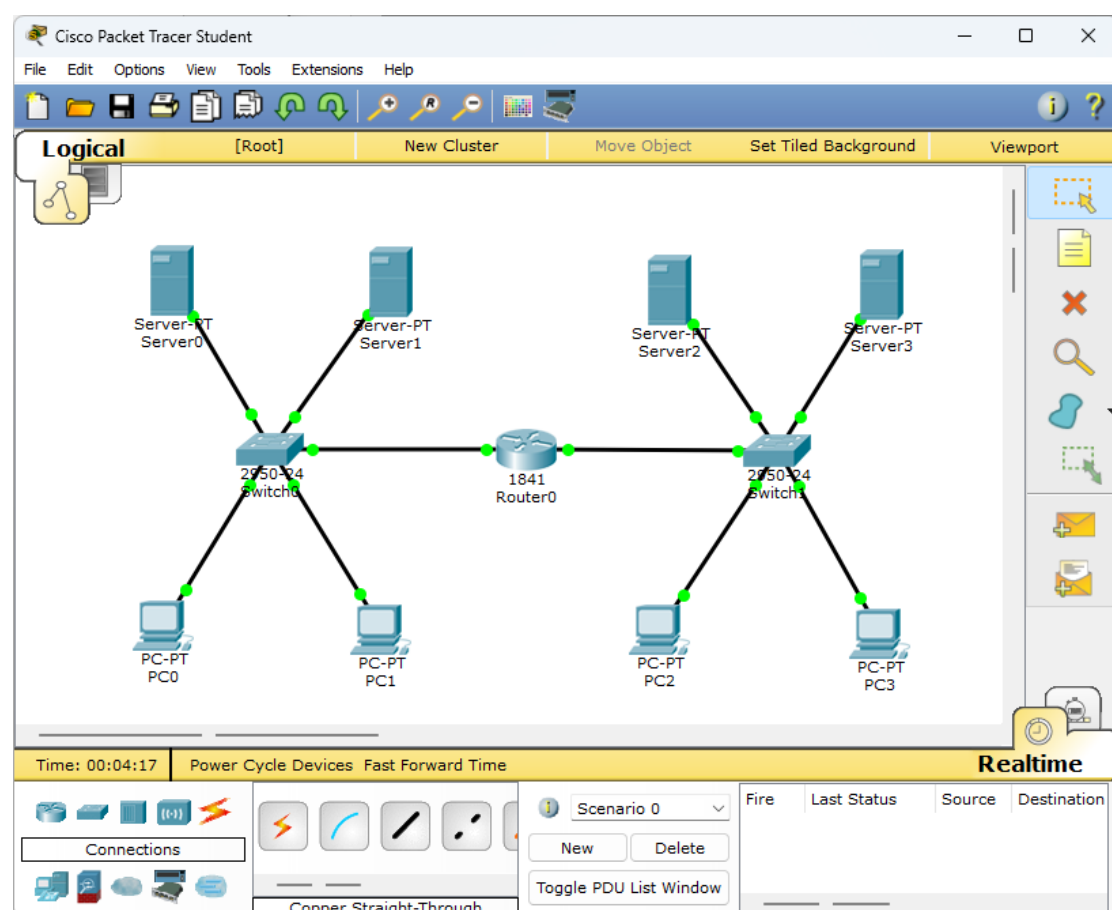 Cisco Packet Tracer Student
File Edit Options View Tools Extensions Help
Logical [Root] New Cluster Move Object Set Tiled Background Viewport
Server-PT
Server0
Server-PT
Server1
Server-PT
Server2
Server-PT
Server3
2950-24
Switch0
1841
Router0
2950-24
Switch1
PC-PT
PC0
PC-PT
PC1
PC-PT
PC2
PC-PT
PC3
Time: 00:04:17 Power Cycle Devices Fast Forward Time Realtime
Connections
Scenario 0
New Delete
Toggle PDU List Window
Fire Last Status Source Destination
Copper Straight-Through